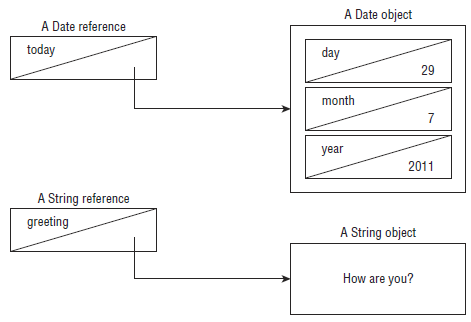 A Date reference
today
A Date object
day
29
month
7
year
2011
A String reference
greeting
A String object
How are you?